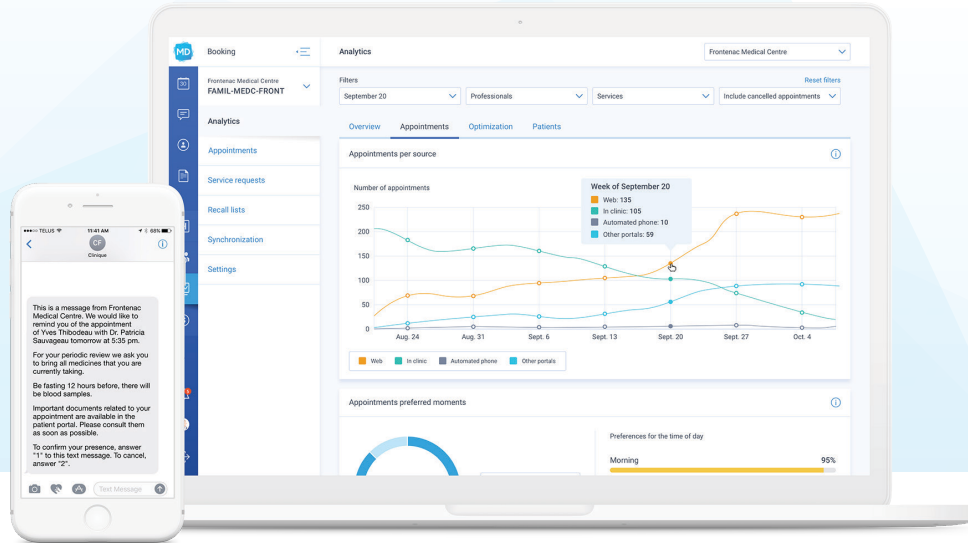 MD
Booking
Analytics
Frontenac Medical Centre
30
Frontenac Medical Centre
FAMIL-MEDC-FRONT
Filters
Reset filters
September 20
Professionals
Services
Include cancelled appointments
Analytics
Appointments
Service requests
Recall lists
Synchronization
Settings
Overview
Appointments
Optimization
Patients
Appointments per source
Number of appointments
Week of September 20
Web: 135
In clinic: 105
Automated phone: 10
Other portals: 59
250
200
150
100
50
0
Aug. 24
Aug. 31
Sept. 6
Sept. 13
Sept. 20
Sept. 27
Oct. 4
Web
In clinic
Automated phone
Other portals
Appointments preferred moments
Preferences for the time of day
Morning
95%
TELUS
11:41 AM
68%
CF
Clinique
This is a message from Frontenac
Medical Centre. We would like to
remind you of the appointment
of Yves Thibodeau with Dr. Patricia
Sauvageau tomorrow at 5:35 pm.
For your periodic review we ask you
to bring all medicines that you are
currently taking.
Be fasting 12 hours before, there will
be blood samples.
Important documents related to your
appointment are available in the
patient portal. Please consult them
as soon as possible.
To confirm your presence, answer
"1" to this text message. To cancel,
answer "2".
Text Message